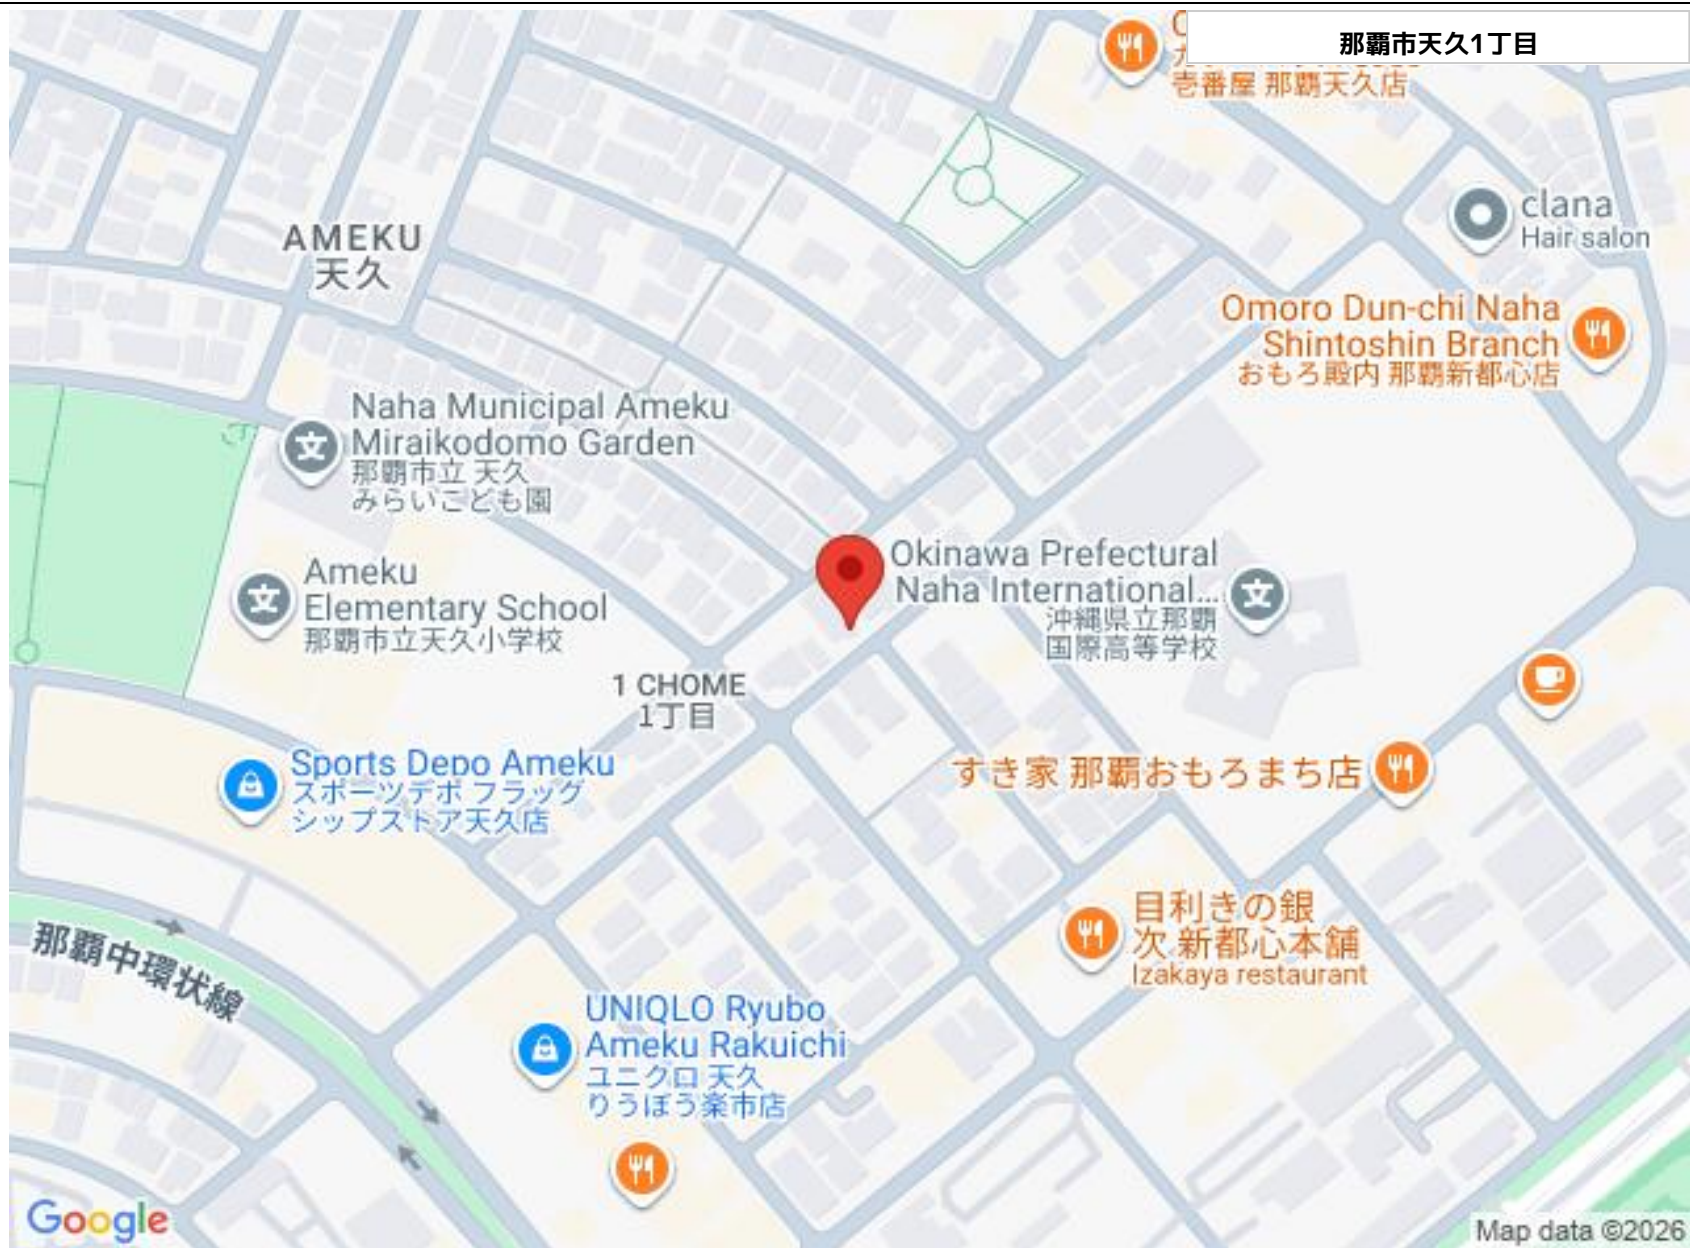 那覇市天久1丁目
壱番屋 那覇天久店
clana
Hair salon
AMEKU
天久
Omoro Dun-chi Naha
Shintoshin Branch
おもろ殿内 那覇新都心店
Naha Municipal Ameku
Miraikodomo Garden
那覇市立 天久
みらいこども園
Okinawa Prefectural
Naha International...
沖縄県立那覇
国際高等学校
Ameku
Elementary School
那覇市立天久小学校
1 CHOME
1丁目
Sports Depo Ameku
スポーツデポ フラッグ
シップストア天久店
すき家 那覇おもろまち店
目利きの銀
次 新都心本舗
Izakaya restaurant
那覇中環状線
UNIQLO Ryubo
Ameku Rakuichi
ユニクロ 天久
りうぼう楽市店
Google
Map data ©2026